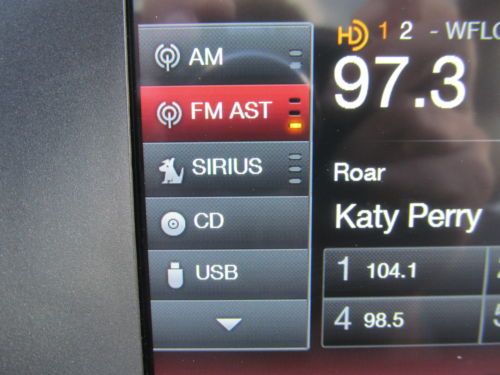 AM
FM AST
SIRIUS
CD
USB
HD 1 2 - WFLC
97.3
Roar
Katy Perry
1 104.1
4 98.5